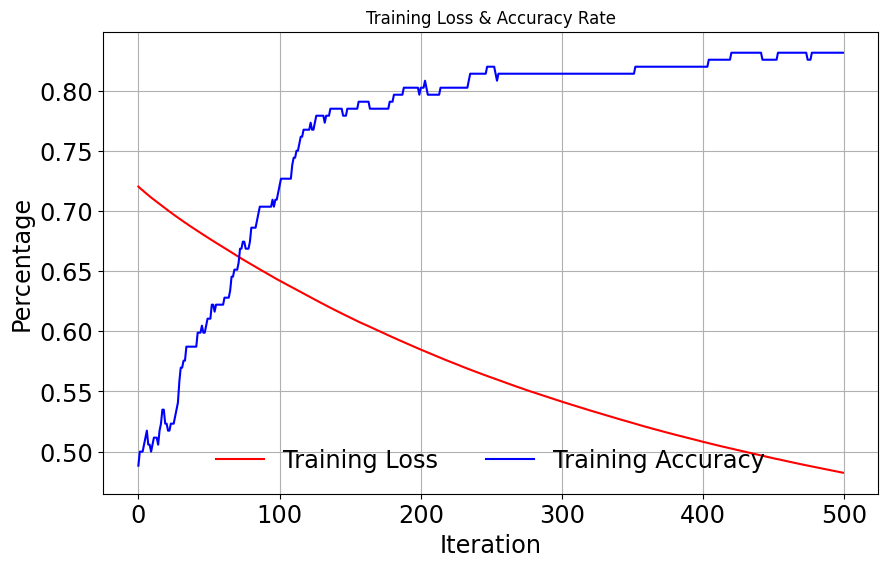 Training Loss & Accuracy Rate
0.80
0.75
0.70
0.65
0.60
0.55
0.50
Percentage
Training Loss
Training Accuracy
0
100
200
300
400
500
Iteration